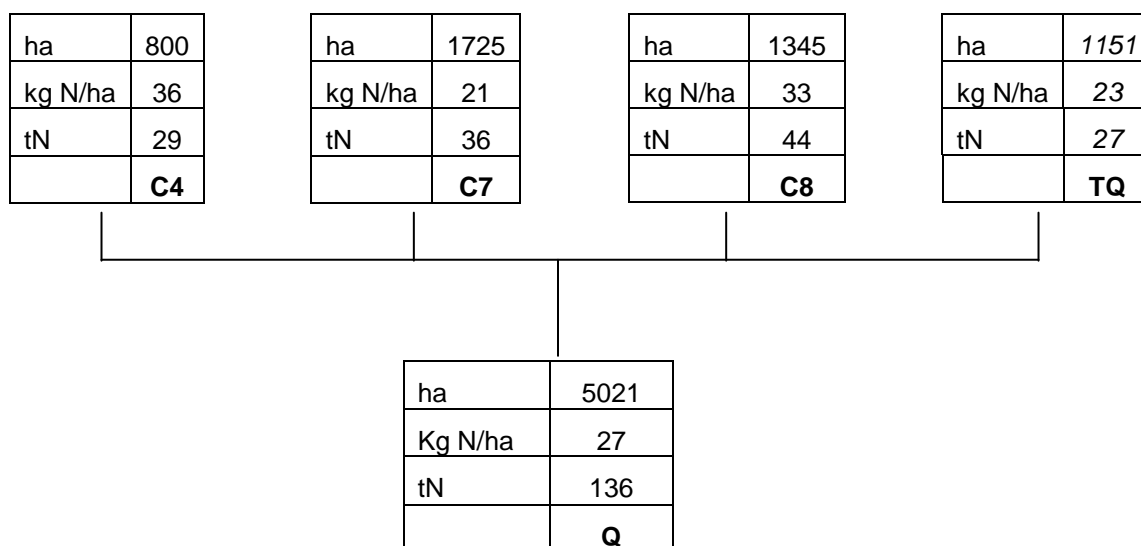 ha 800
kg N/ha 36
tN 29
C4
ha 1725
kg N/ha 21
tN 36
C7
ha 1345
kg N/ha 33
tN 44
C8
ha 1151
kg N/ha 23
tN 27
TQ
ha 5021
Kg N/ha 27
tN 136
Q